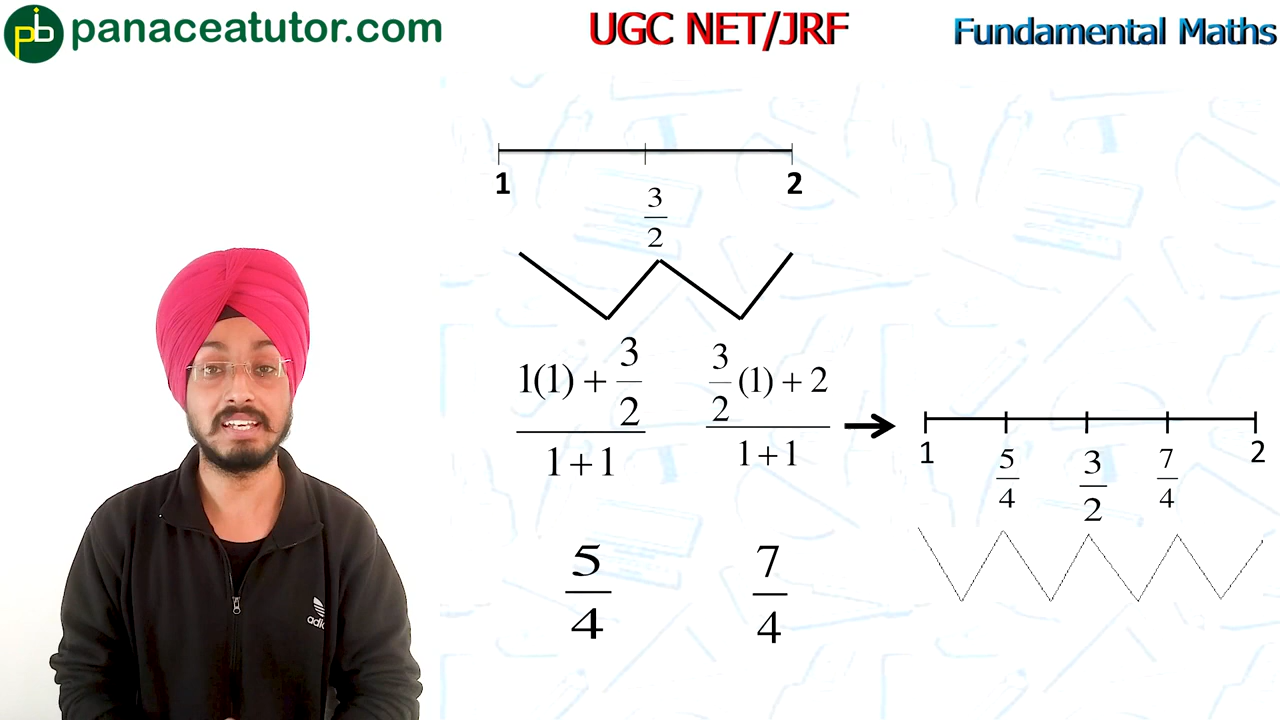 pb panaceatutor.com
UGC NET/JRF
Fundamental Maths
1 3/2 2
1(1) + 3/2
1+1
3/2 (1) + 2
1+1
5/4
7/4
1 5/4 3/2 7/4 2